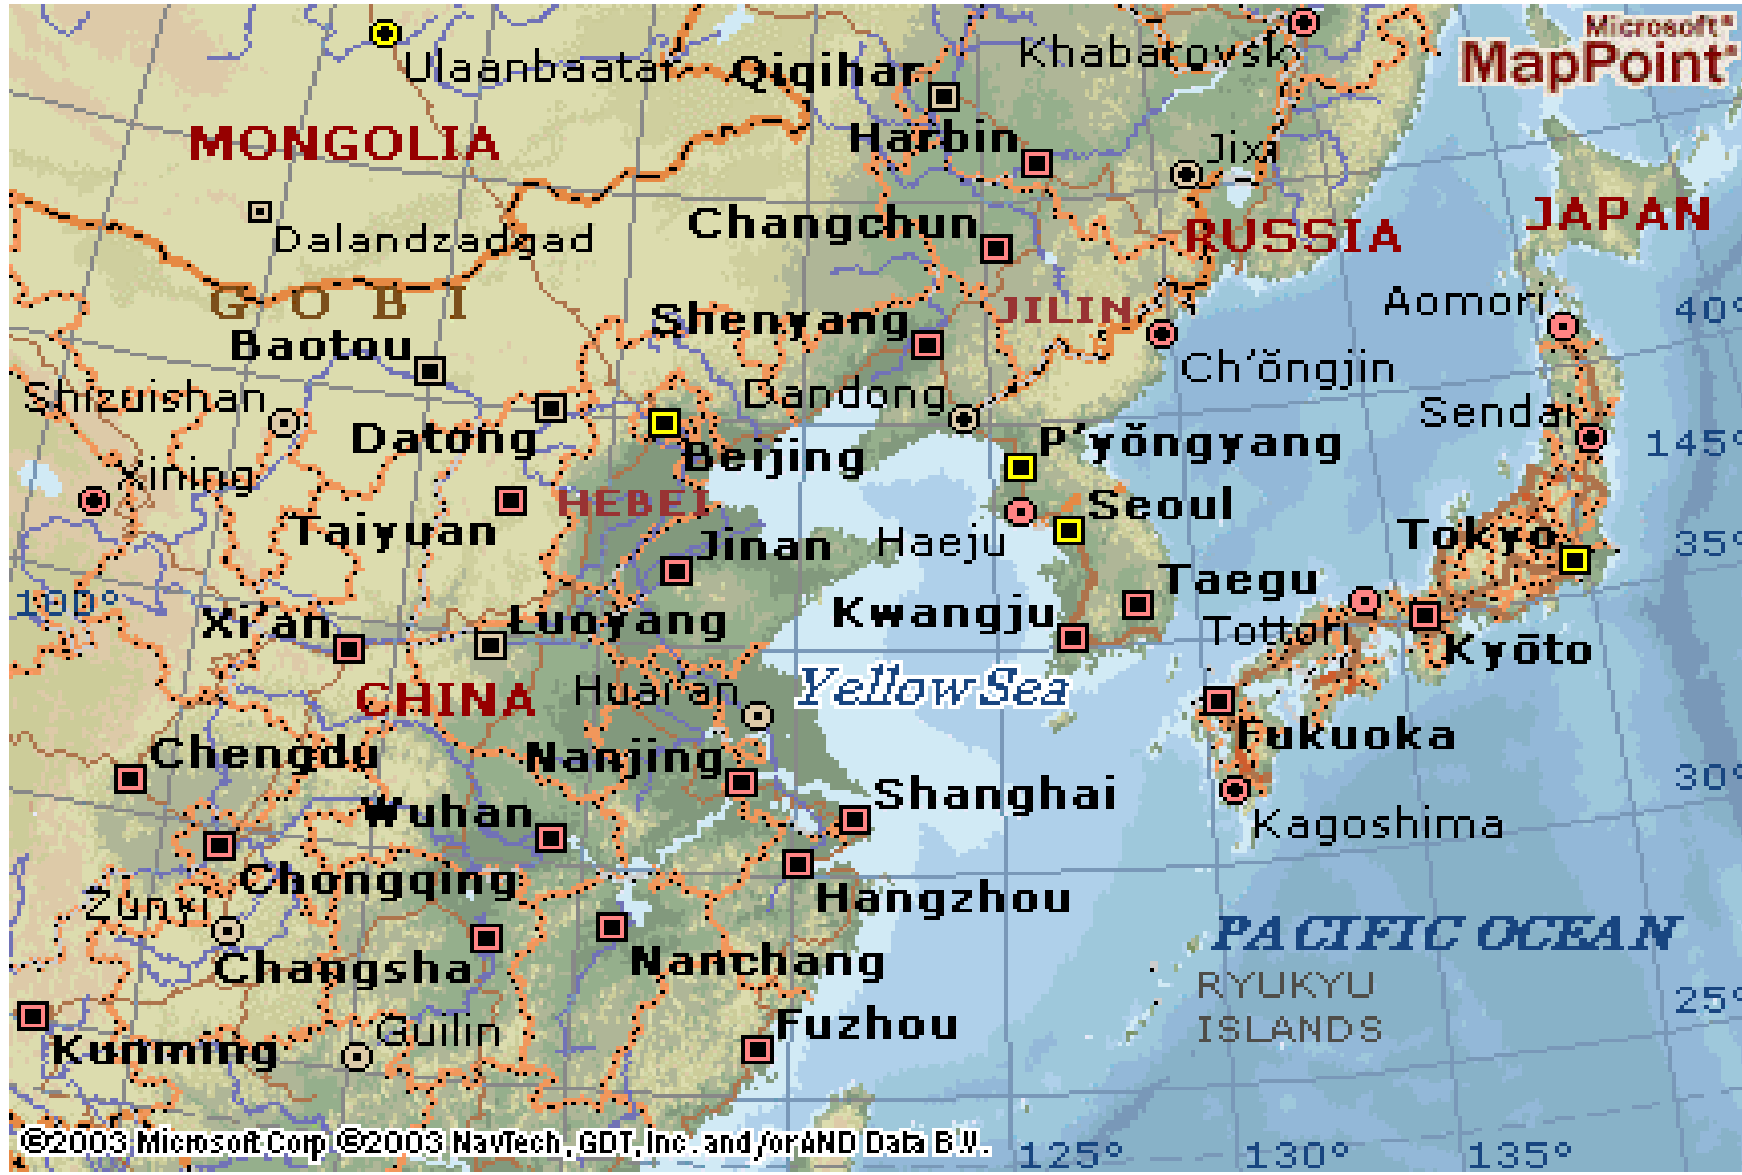 Microsoft®
MapPoint®
Ulaanbaatar
Qiqihar
Khabarovsk
MONGOLIA
Harbin
Jixi
Dalandzadgad
Changchun
RUSSIA
JAPAN
GOBI
Shenyang
JILIN
Aomori
40°
Baotou
Ch'ŏngjin
Shizuishan
Dandong
Sendai
Datong
Beijing
P'yŏngyang
145°
Xining
HEBEI
Seoul
Taiyuan
Jinan
Haeju
Tokyo
35°
100°
Taegu
Xi'an
Luoyang
Kwangju
Tottori
Kyōto
CHINA
Huai'an
Yellow Sea
Chengdu
Nanjing
Fukuoka
30°
Wuhan
Shanghai
Kagoshima
Chongqing
Zunyi
Hangzhou
PACIFIC OCEAN
Changsha
Nanchang
RYUKYU
ISLANDS
25°
Kunming
Guilin
Fuzhou
©2003 Microsoft Corp ©2003 NavTech, GDT, Inc. and/or AND Data B.V.
125°
130°
135°